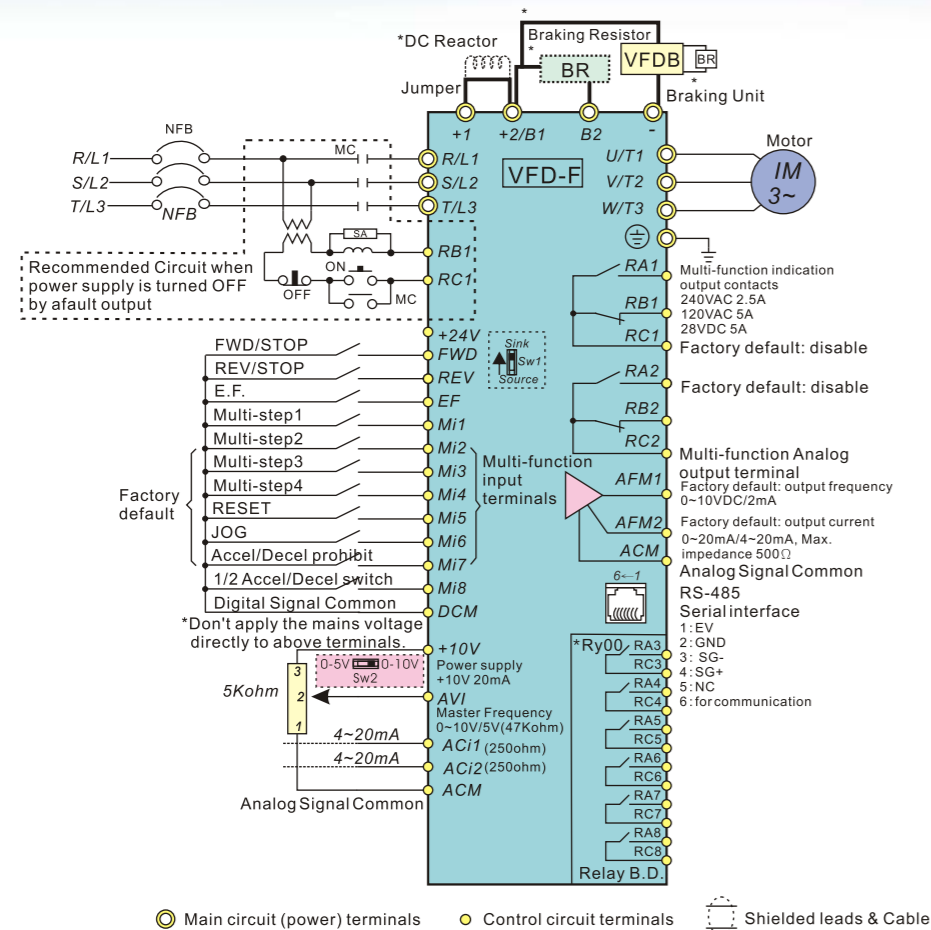 *
*DC Reactor
Braking Resistor
*
BR
VFDB
BR
*
Jumper
Braking Unit
+1
+2/B1
B2
-
NFB
MC
R/L1
S/L2
T/L3
NFB
R/L1
S/L2
T/L3
VFD-F
U/T1
V/T2
W/T3
Motor
IM
3~
SA
RB1
ON
RC1
OFF
MC
Recommended Circuit when
power supply is turned OFF
by afault output
RA1
RB1
RC1
Multi-function indication
output contacts
240VAC 2.5A
120VAC 5A
28VDC 5A
Factory default: disable
+24V
FWD/STOP
FWD
REV/STOP
REV
E.F.
EF
Multi-step1
Mi1
Multi-step2
Mi2
Multi-step3
Mi3
Multi-step4
Mi4
RESET
Mi5
JOG
Mi6
Accel/Decel prohibit
Mi7
1/2 Accel/Decel switch
Mi8
Digital Signal Common
DCM
Factory
default
Sink
Sw1
Source
Multi-function
input
terminals
RA2
Factory default: disable
RB2
RC2
Multi-function Analog
output terminal
AFM1
Factory default: output frequency
0~10VDC/2mA
AFM2
Factory default: output current
0~20mA/4~20mA, Max.
impedance 500Ω
ACM
Analog Signal Common
6←1
RS-485
Serial interface
1:EV
2:GND
3: SG-
4:SG+
5:NC
6:for communication
*Don't apply the mains voltage
directly to above terminals.
+10V
0-5V
0-10V
Sw2
Power supply
+10V 20mA
5Kohm
3
2
1
AVI
Master Frequency
0~10V/5V(47Kohm)
4~20mA
ACi1 (250ohm)
4~20mA
ACi2 (250ohm)
ACM
Analog Signal Common
*Ry00
RA3
RC3
RA4
RC4
RA5
RC5
RA6
RC6
RA7
RC7
RA8
RC8
Relay B.D.
Main circuit (power) terminals
Control circuit terminals
Shielded leads & Cable